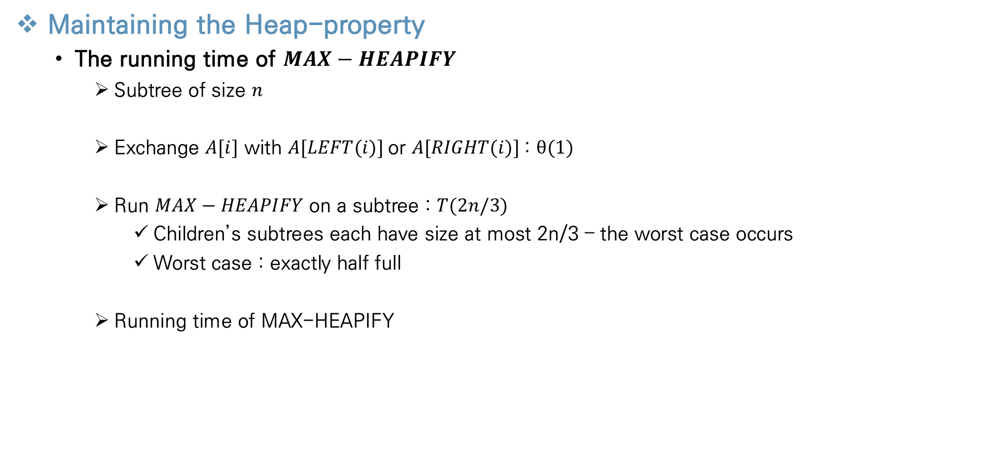 ❖ Maintaining the Heap-property
• The running time of MAX − HEAPIFY
➢ Subtree of size n
➢ Exchange A[i] with A[LEFT(i)] or A[RIGHT(i)] : θ(1)
➢ Run MAX − HEAPIFY on a subtree : T(2n/3)
✓ Children's subtrees each have size at most 2n/3 – the worst case occurs
✓ Worst case : exactly half full
➢ Running time of MAX-HEAPIFY